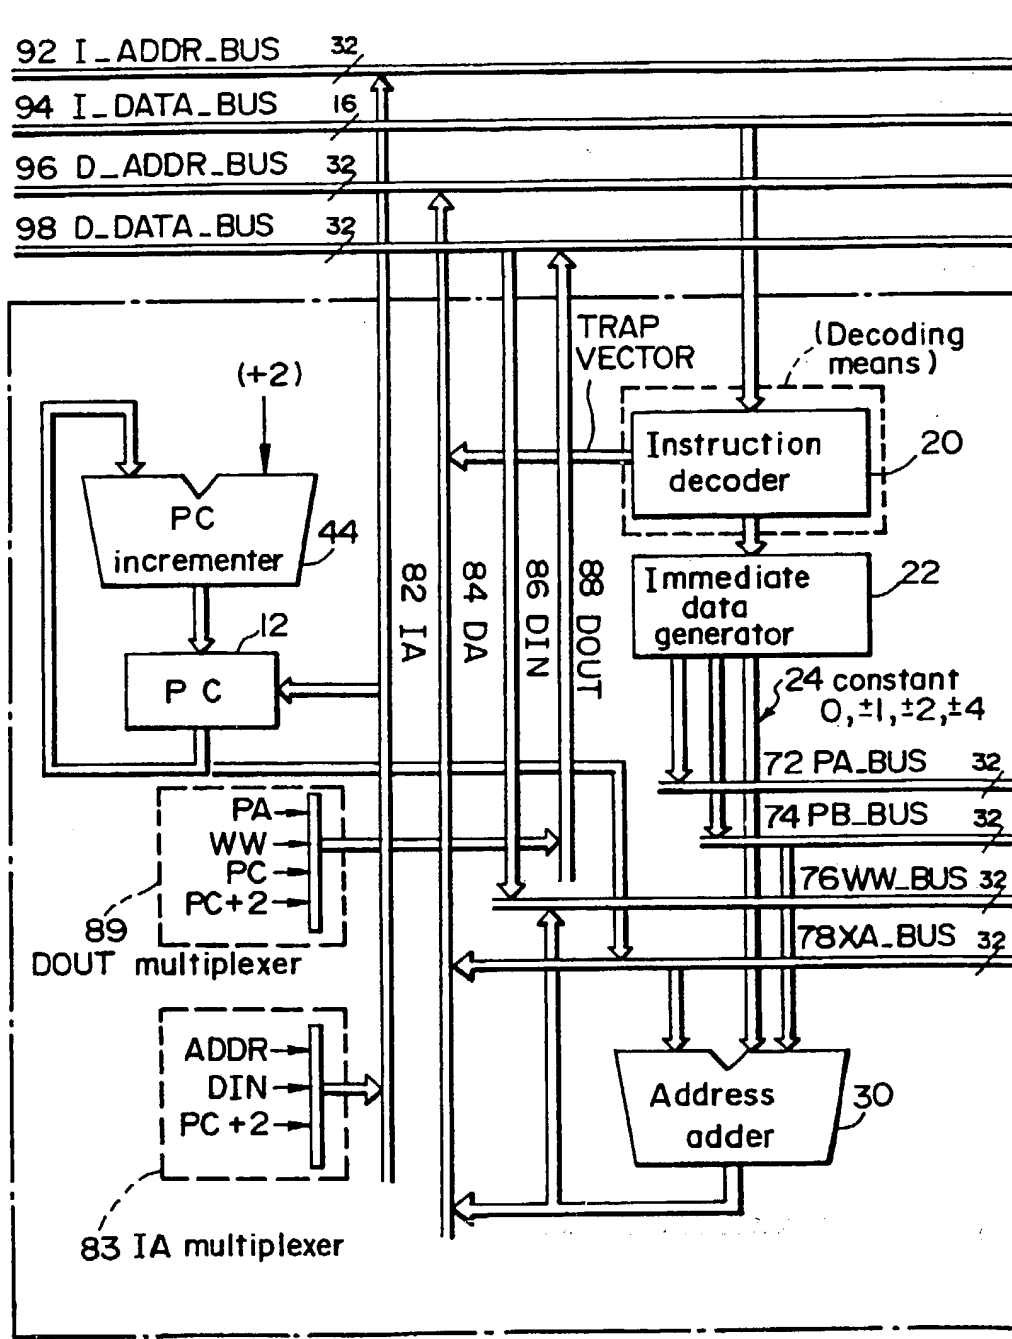 92 I_ADDR_BUS 32
94 I_DATA_BUS 16
96 D_ADDR_BUS 32
98 D_DATA_BUS 32
TRAP
VECTOR
(Decoding
means)
(+2)
Instruction
decoder
20
PC
incrementer
44
Immediate
data
generator
22
82 IA
84 DA
86 DIN
88 DOUT
12
PC
24 constant
0,±1,±2,±4
72 PA_BUS 32
74 PB_BUS 32
76 WW_BUS 32
78 XA_BUS 32
PA
WW
PC
PC+2
89
DOUT multiplexer
ADDR
DIN
PC+2
83 IA multiplexer
Address
adder
30